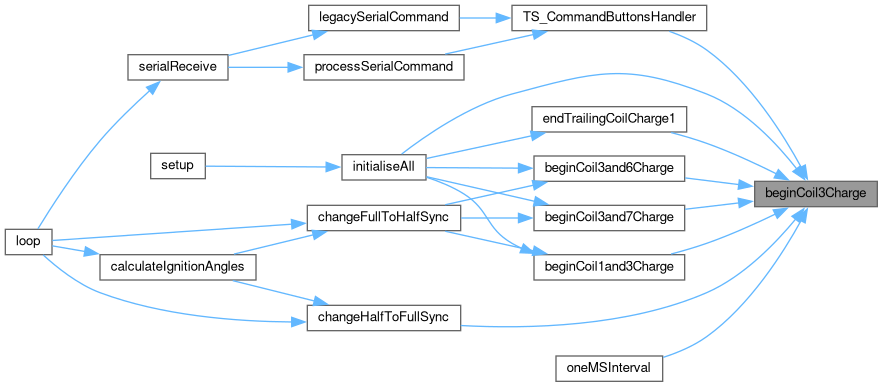 legacySerialCommand
TS_CommandButtonsHandler
serialReceive
processSerialCommand
endTrailingCoilCharge1
setup
initialiseAll
beginCoil3and6Charge
beginCoil3Charge
changeFullToHalfSync
beginCoil3and7Charge
loop
calculateIgnitionAngles
beginCoil1and3Charge
changeHalfToFullSync
oneMSInterval